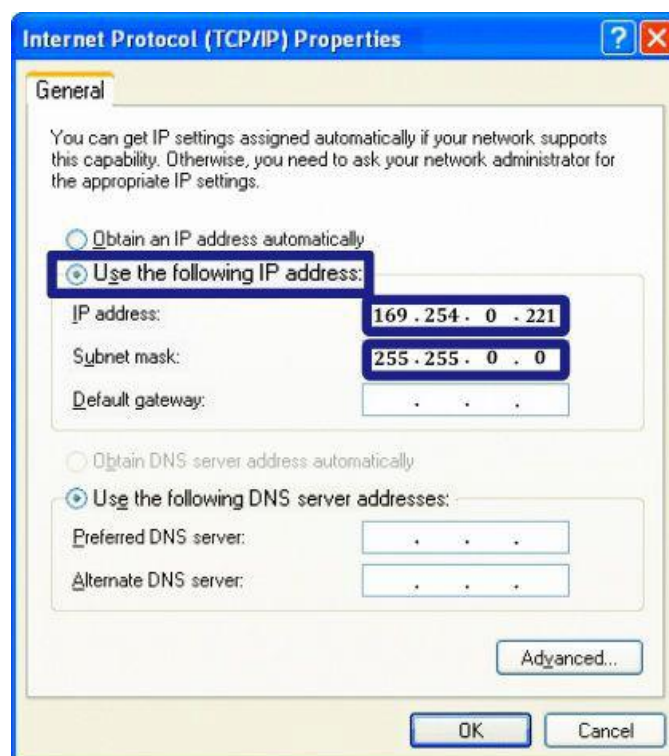 Internet Protocol (TCP/IP) Properties
General
You can get IP settings assigned automatically if your network supports
this capability. Otherwise, you need to ask your network administrator for
the appropriate IP settings.
Obtain an IP address automatically
Use the following IP address:
IP address: 169 . 254 . 0 . 221
Subnet mask: 255 . 255 . 0 . 0
Default gateway: . . .
Obtain DNS server address automatically
Use the following DNS server addresses:
Preferred DNS server: . . .
Alternate DNS server: . . .
Advanced...
OK Cancel